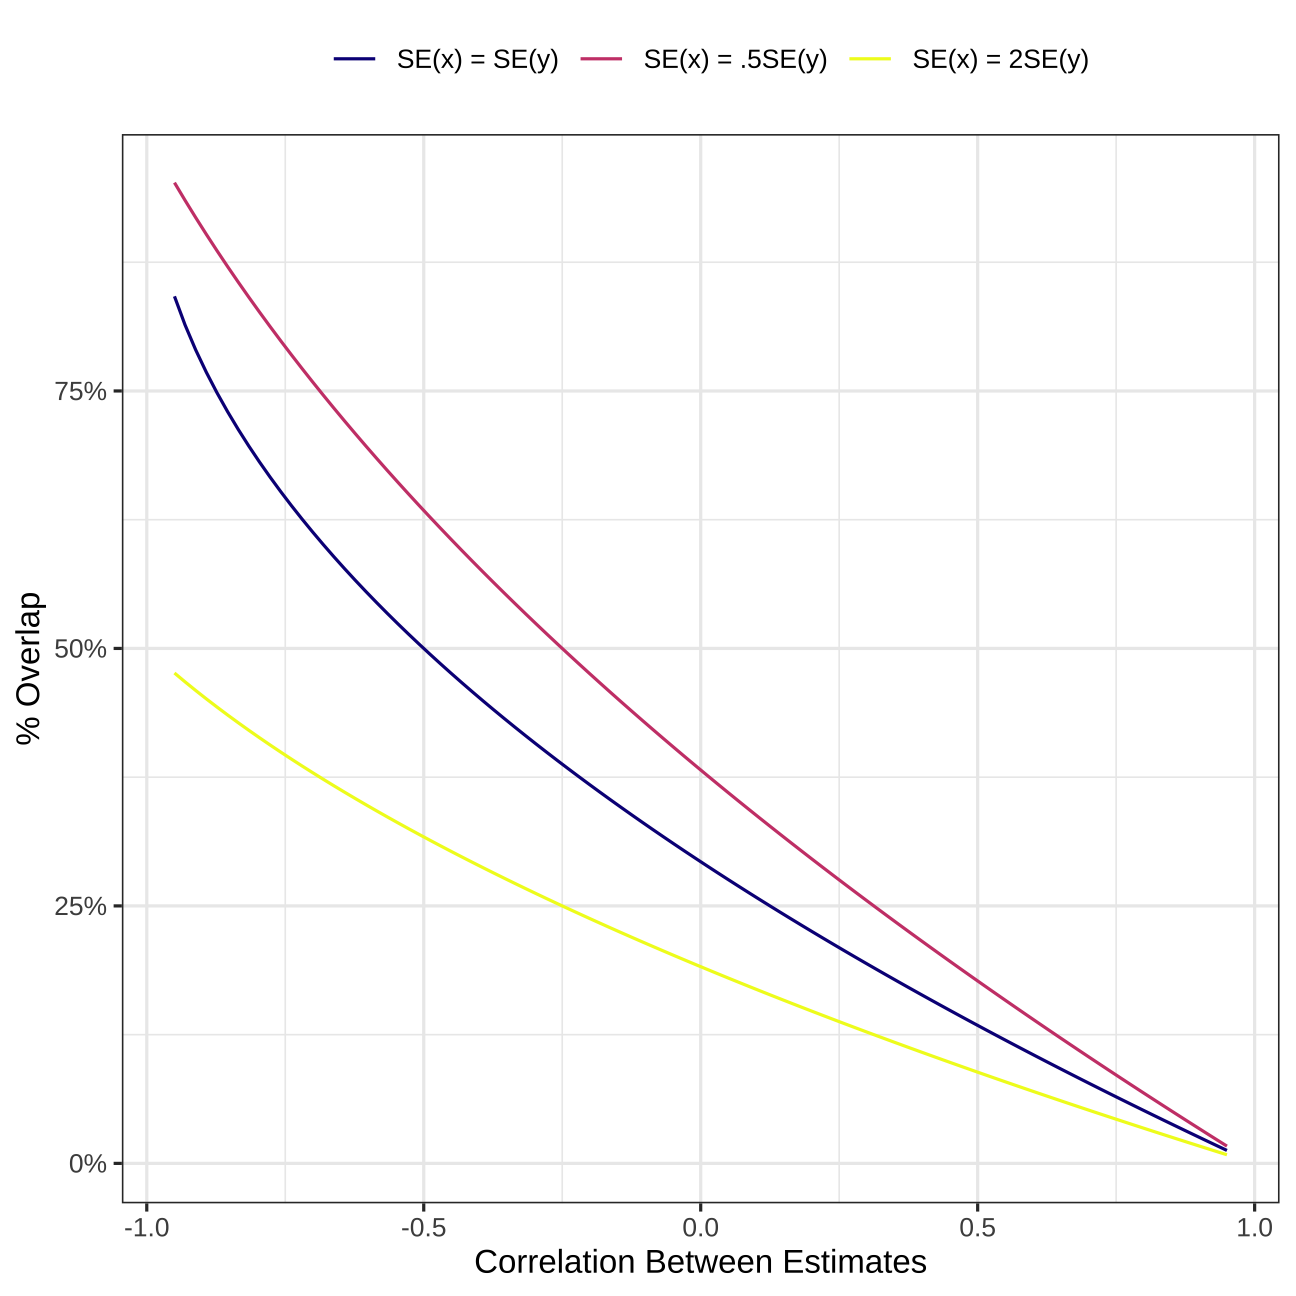 SE(x) = SE(y) SE(x) = .5SE(y) SE(x) = 2SE(y)
% Overlap
75%
50%
25%
0%
-1.0 -0.5 0.0 0.5 1.0
Correlation Between Estimates